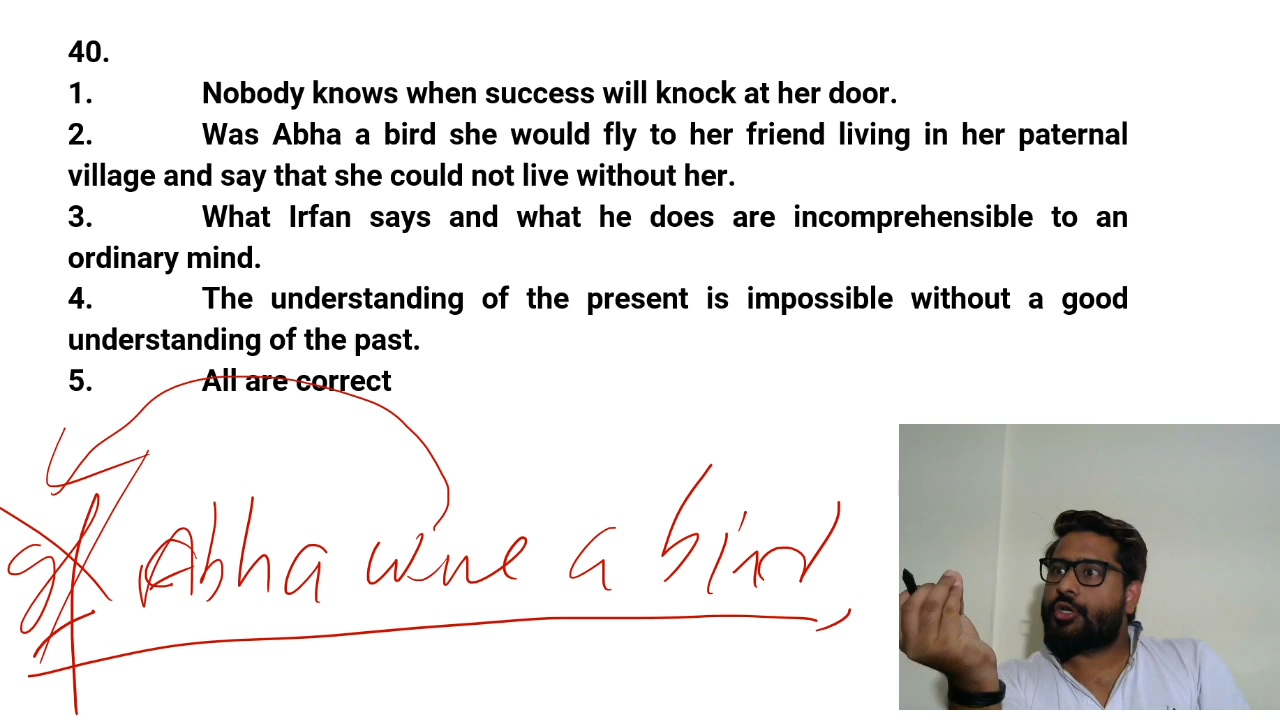 40.
1. Nobody knows when success will knock at her door.
2. Was Abha a bird she would fly to her friend living in her paternal
village and say that she could not live without her.
3. What Irfan says and what he does are incomprehensible to an
ordinary mind.
4. The understanding of the present is impossible without a good
understanding of the past.
5. All are correct
Abha were a bird,